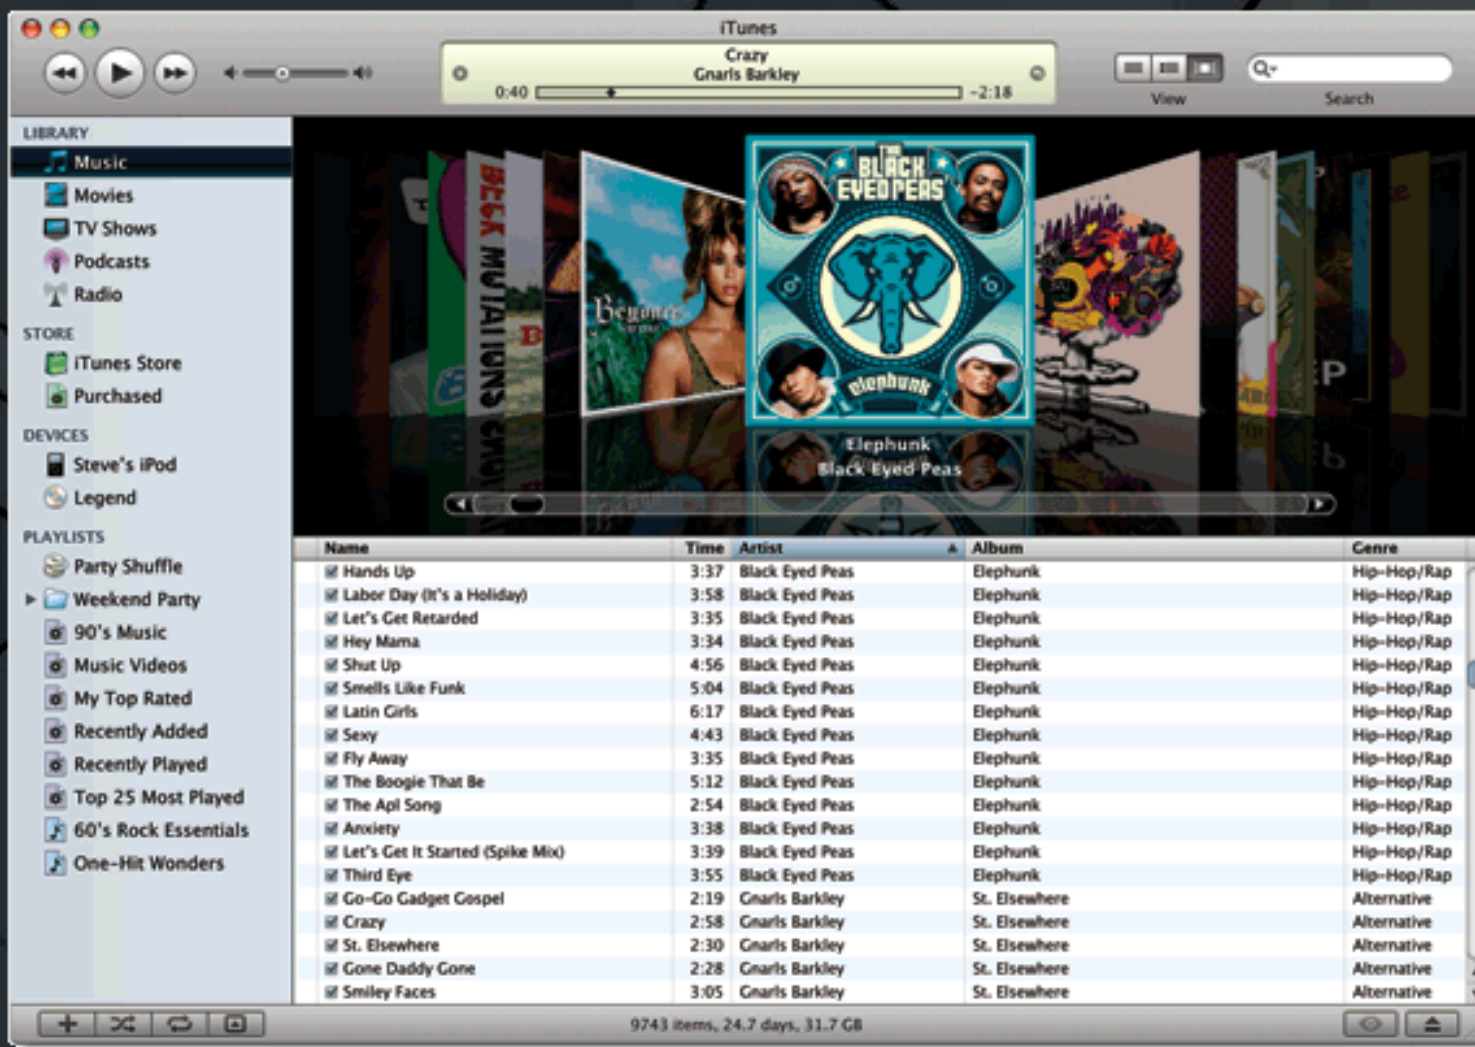 iTunes
Crazy
Gnarls Barkley
0:40 -2:18
View Search
LIBRARY
Music
Movies
TV Shows
Podcasts
Radio
STORE
iTunes Store
Purchased
DEVICES
Steve's iPod
Legend
PLAYLISTS
Party Shuffle
Weekend Party
90's Music
Music Videos
My Top Rated
Recently Added
Recently Played
Top 25 Most Played
60's Rock Essentials
One-Hit Wonders
BECK MUTATIONS
Beyoncé
THE
BLACK
EYED PEAS
elephunk
Elephunk
Black Eyed Peas
Name Time Artist Album Genre
Hands Up 3:37 Black Eyed Peas Elephunk Hip-Hop/Rap
Labor Day (It's a Holiday) 3:58 Black Eyed Peas Elephunk Hip-Hop/Rap
Let's Get Retarded 3:35 Black Eyed Peas Elephunk Hip-Hop/Rap
Hey Mama 3:34 Black Eyed Peas Elephunk Hip-Hop/Rap
Shut Up 4:56 Black Eyed Peas Elephunk Hip-Hop/Rap
Smells Like Funk 5:04 Black Eyed Peas Elephunk Hip-Hop/Rap
Latin Girls 6:17 Black Eyed Peas Elephunk Hip-Hop/Rap
Sexy 4:43 Black Eyed Peas Elephunk Hip-Hop/Rap
Fly Away 3:35 Black Eyed Peas Elephunk Hip-Hop/Rap
The Boogie That Be 5:12 Black Eyed Peas Elephunk Hip-Hop/Rap
The Apl Song 2:54 Black Eyed Peas Elephunk Hip-Hop/Rap
Anxiety 3:38 Black Eyed Peas Elephunk Hip-Hop/Rap
Let's Get It Started (Spike Mix) 3:39 Black Eyed Peas Elephunk Hip-Hop/Rap
Third Eye 3:55 Black Eyed Peas Elephunk Hip-Hop/Rap
Go-Go Gadget Gospel 2:19 Gnarls Barkley St. Elsewhere Alternative
Crazy 2:58 Gnarls Barkley St. Elsewhere Alternative
St. Elsewhere 2:30 Gnarls Barkley St. Elsewhere Alternative
Gone Daddy Gone 2:28 Gnarls Barkley St. Elsewhere Alternative
Smiley Faces 3:05 Gnarls Barkley St. Elsewhere Alternative
9743 items, 24.7 days, 31.7 GB